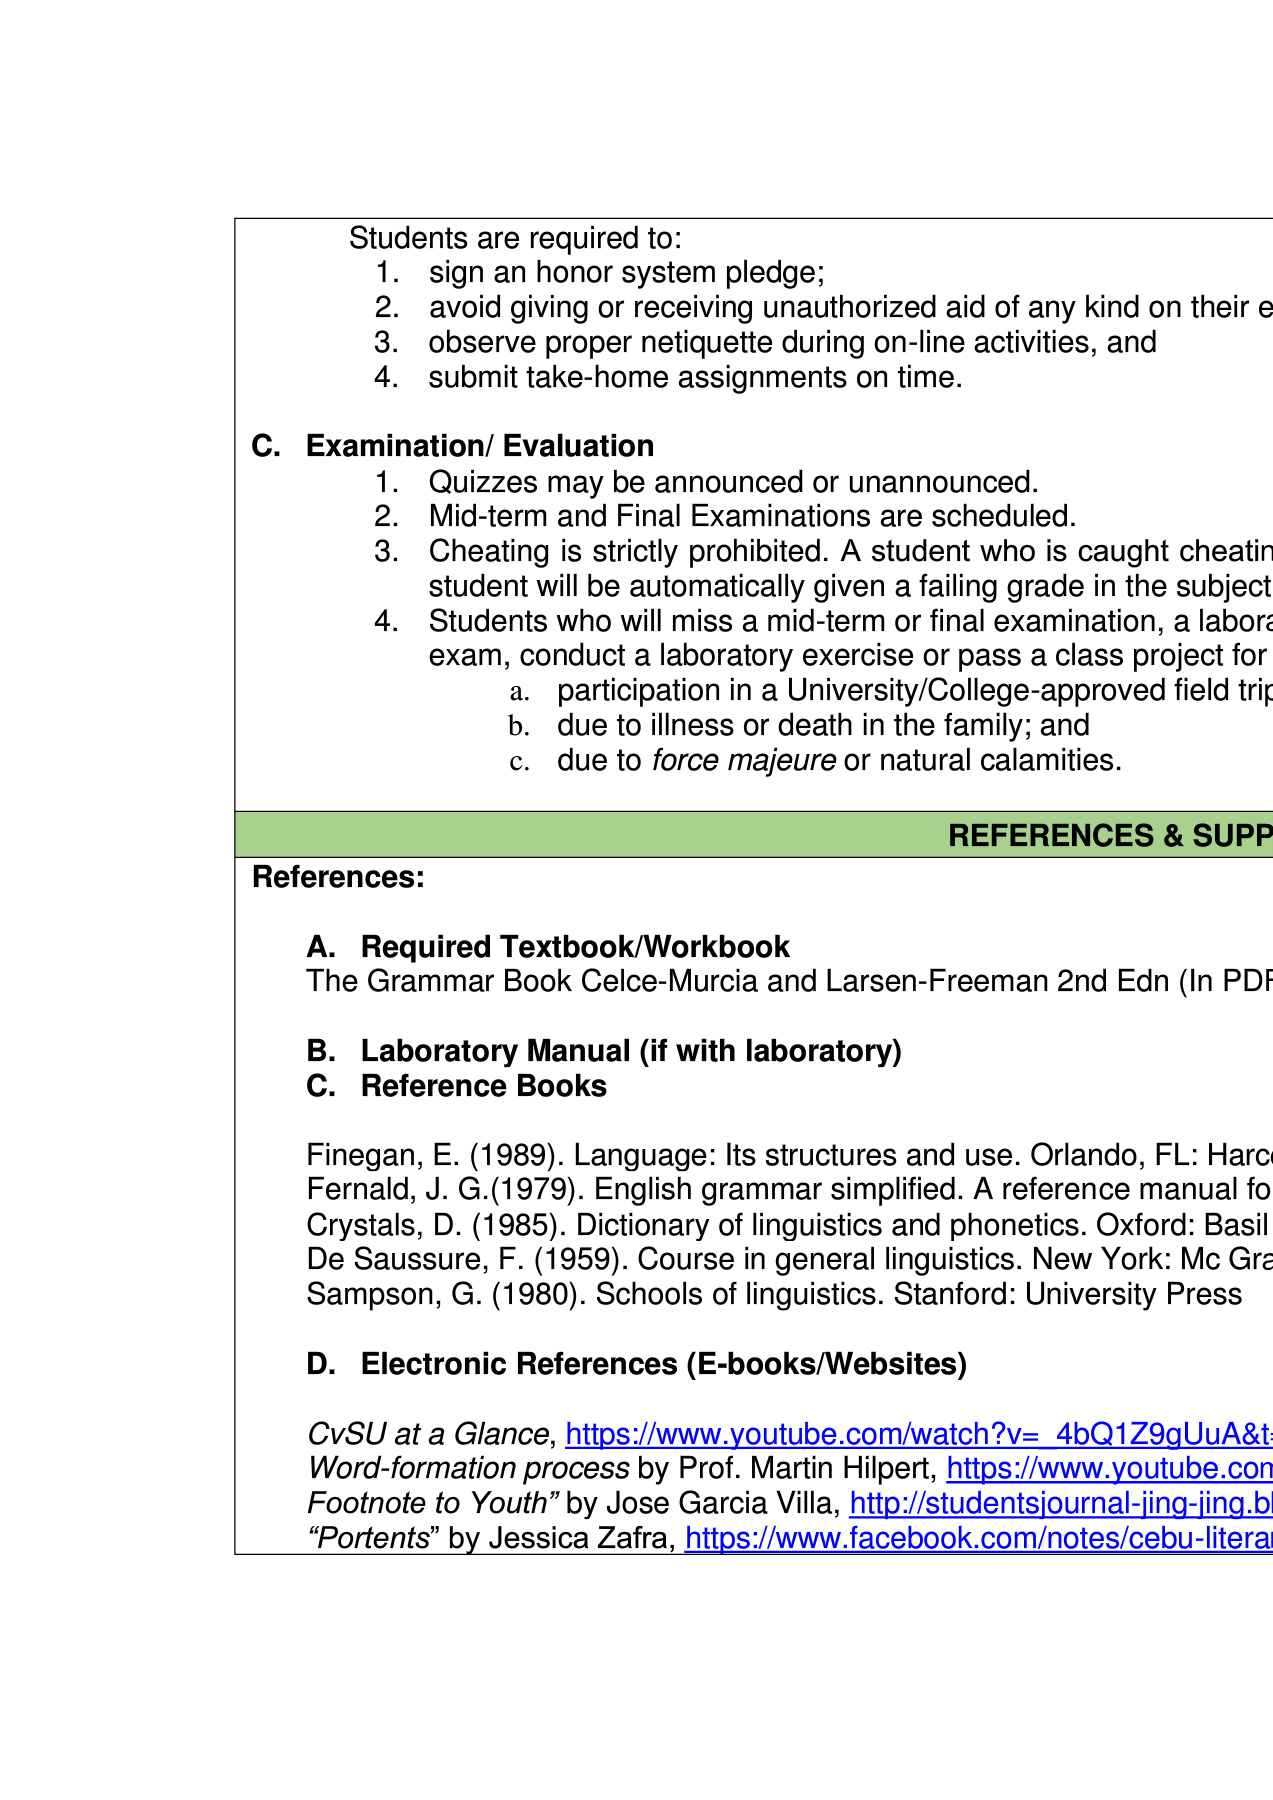 Students are required to:
1. sign an honor system pledge;
2. avoid giving or receiving unauthorized aid of any kind on their
3. observe proper netiquette during on-line activities, and
4. submit take-home assignments on time.
C. Examination/ Evaluation
1. Quizzes may be announced or unannounced.
2. Mid-term and Final Examinations are scheduled.
3. Cheating is strictly prohibited. A student who is caught
student will be automatically given a failing grade in the subject
4. Students who will miss a mid-term or final examination, a
exam, conduct a laboratory exercise or pass a class project for
a. participation in a University/College-approved field
b. due to illness or death in the family; and
c. due to force majeure or natural calamities.
REFERENCES &
References:
A. Required Textbook/Workbook
The Grammar Book Celce-Murcia and Larsen-Freeman 2nd Edn (In
B. Laboratory Manual (if with laboratory)
C. Reference Books
Finegan, E. (1989). Language: Its structures and use. Orlando, FL:
Fernald, J. G.(1979). English grammar simplified. A reference manual
Crystals, D. (1985). Dictionary of linguistics and phonetics. Oxford: Basil
De Saussure, F. (1959). Course in general linguistics. New York: Mc
Sampson, G. (1980). Schools of linguistics. Stanford: University Press
D. Electronic References (E-books/Websites)
CvSU at a Glance, https://www.youtube.com/watch?v=_4bQ1Z9gUuA&t=
Word-formation process by Prof. Martin Hilpert, https://www.youtube.com
Footnote to Youth” by Jose Garcia Villa, http://studentsjournal-jing-jing.bl
“Portents” by Jessica Zafra, https://www.facebook.com/notes/cebu-litera